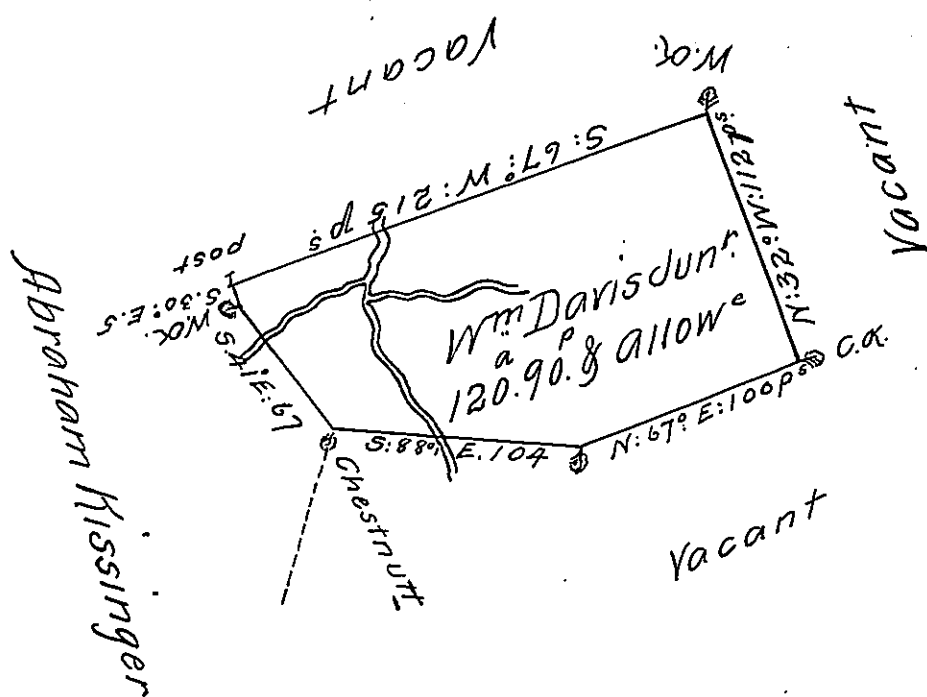 Vacant
W.O.
Vacant
S:67°:W:215 ps
N:32°:W:112 ps
post
S.30°:E.5
W.O.
S.41 E:67
Wm Davis Junr.
a p
120.90. & allowe
C.O.
N:67°: E:100 ps
S:88°: E.104
Chestnutt
Vacant
Abraham Kissinger